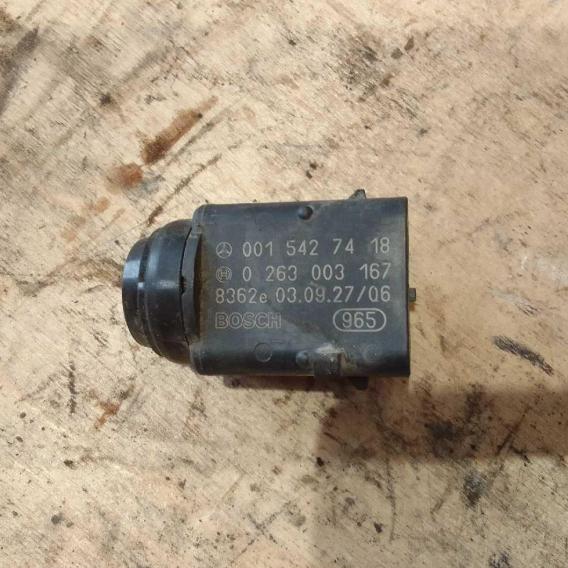 001 542 74 18
0 263 003 167
8362e 03.09.27/06
BOSCH 965